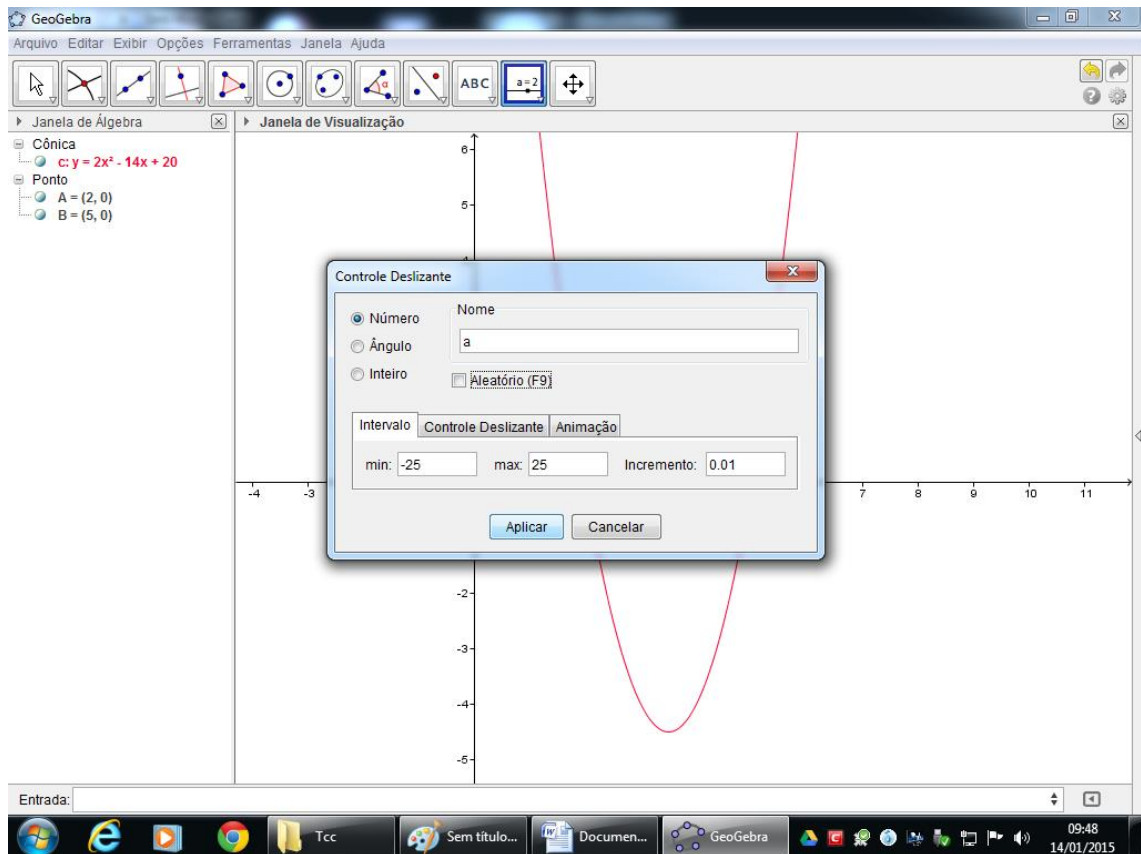 GeoGebra
Arquivo Editar Exibir Opções Ferramentas Janela Ajuda
ABC
a=2
α
Janela de Álgebra
Janela de Visualização
Cônica
c: y = 2x² - 14x + 20
Ponto
A = (2, 0)
B = (5, 0)
6
5
Controle Deslizante
Número
Ângulo
Inteiro
Nome
a
Aleatório (F9)
Intervalo Controle Deslizante Animação
min: -25 max: 25 Incremento: 0.01
Aplicar Cancelar
-4 -3 7 8 9 10 11
-2
-3
-4
-5
Entrada:
Tcc Sem título... Documen... GeoGebra
09:48
14/01/2015